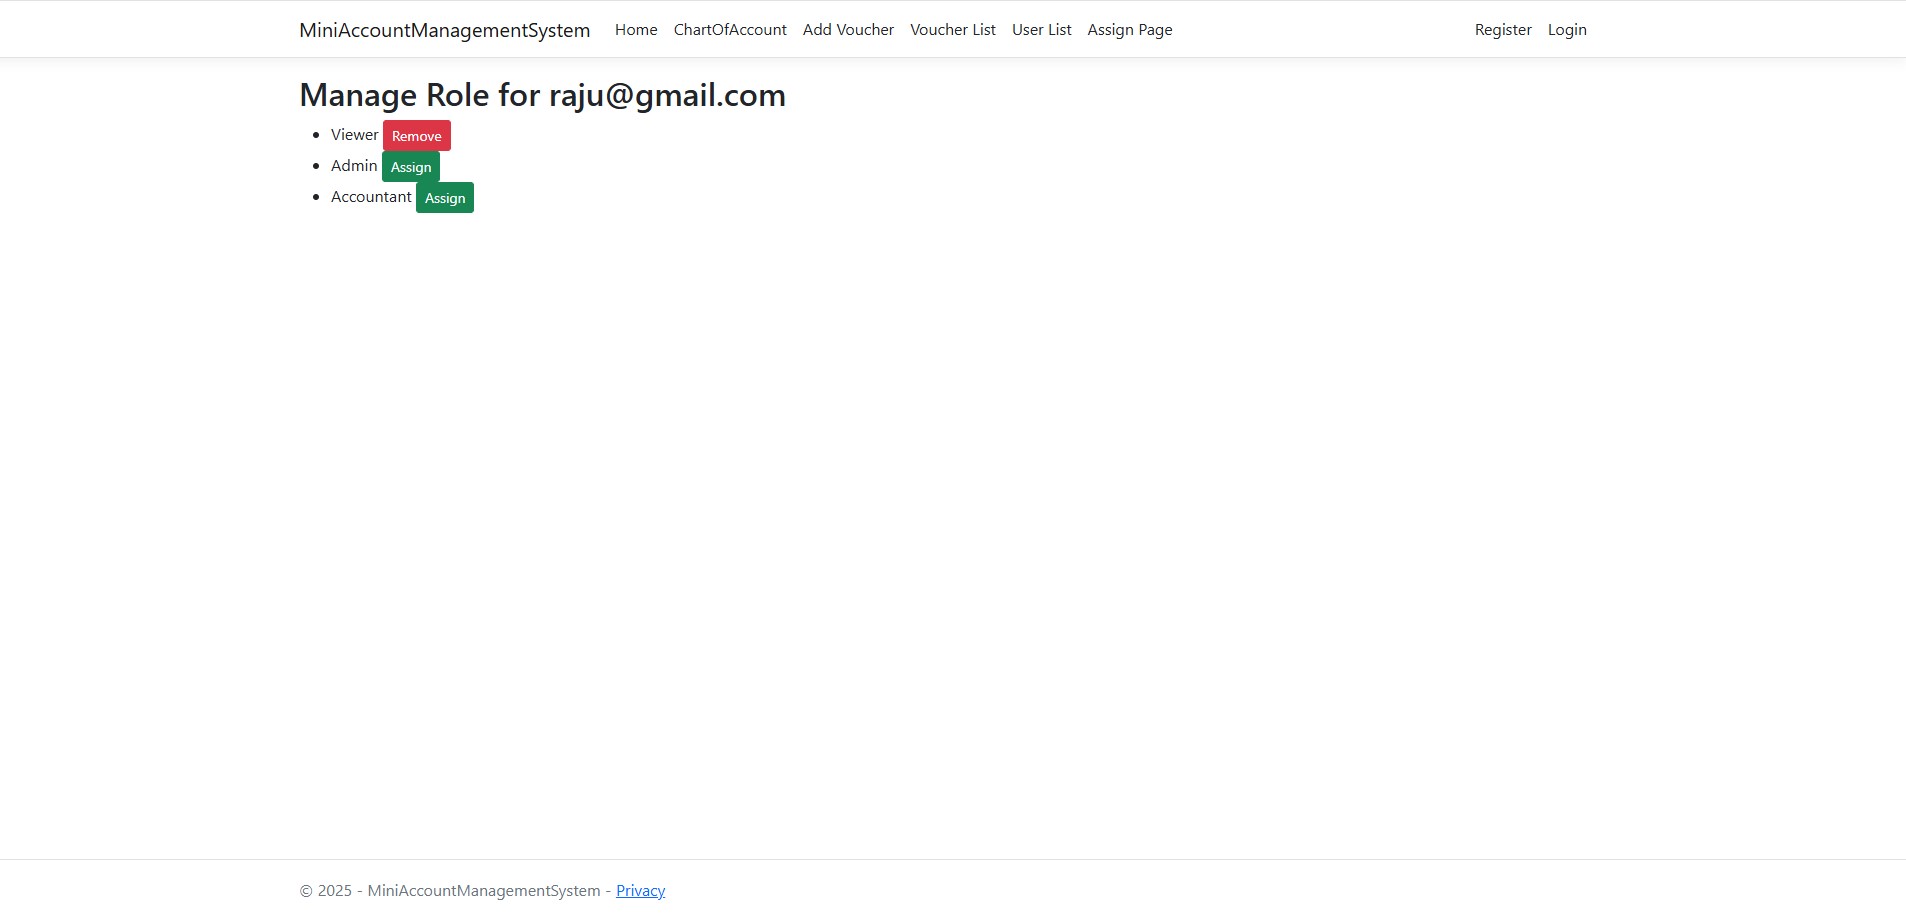 MiniAccountManagementSystem Home ChartOfAccount Add Voucher Voucher List User List Assign Page Register Login
Manage Role for raju@gmail.com
Viewer Remove
Admin Assign
Accountant Assign
© 2025 - MiniAccountManagementSystem - Privacy